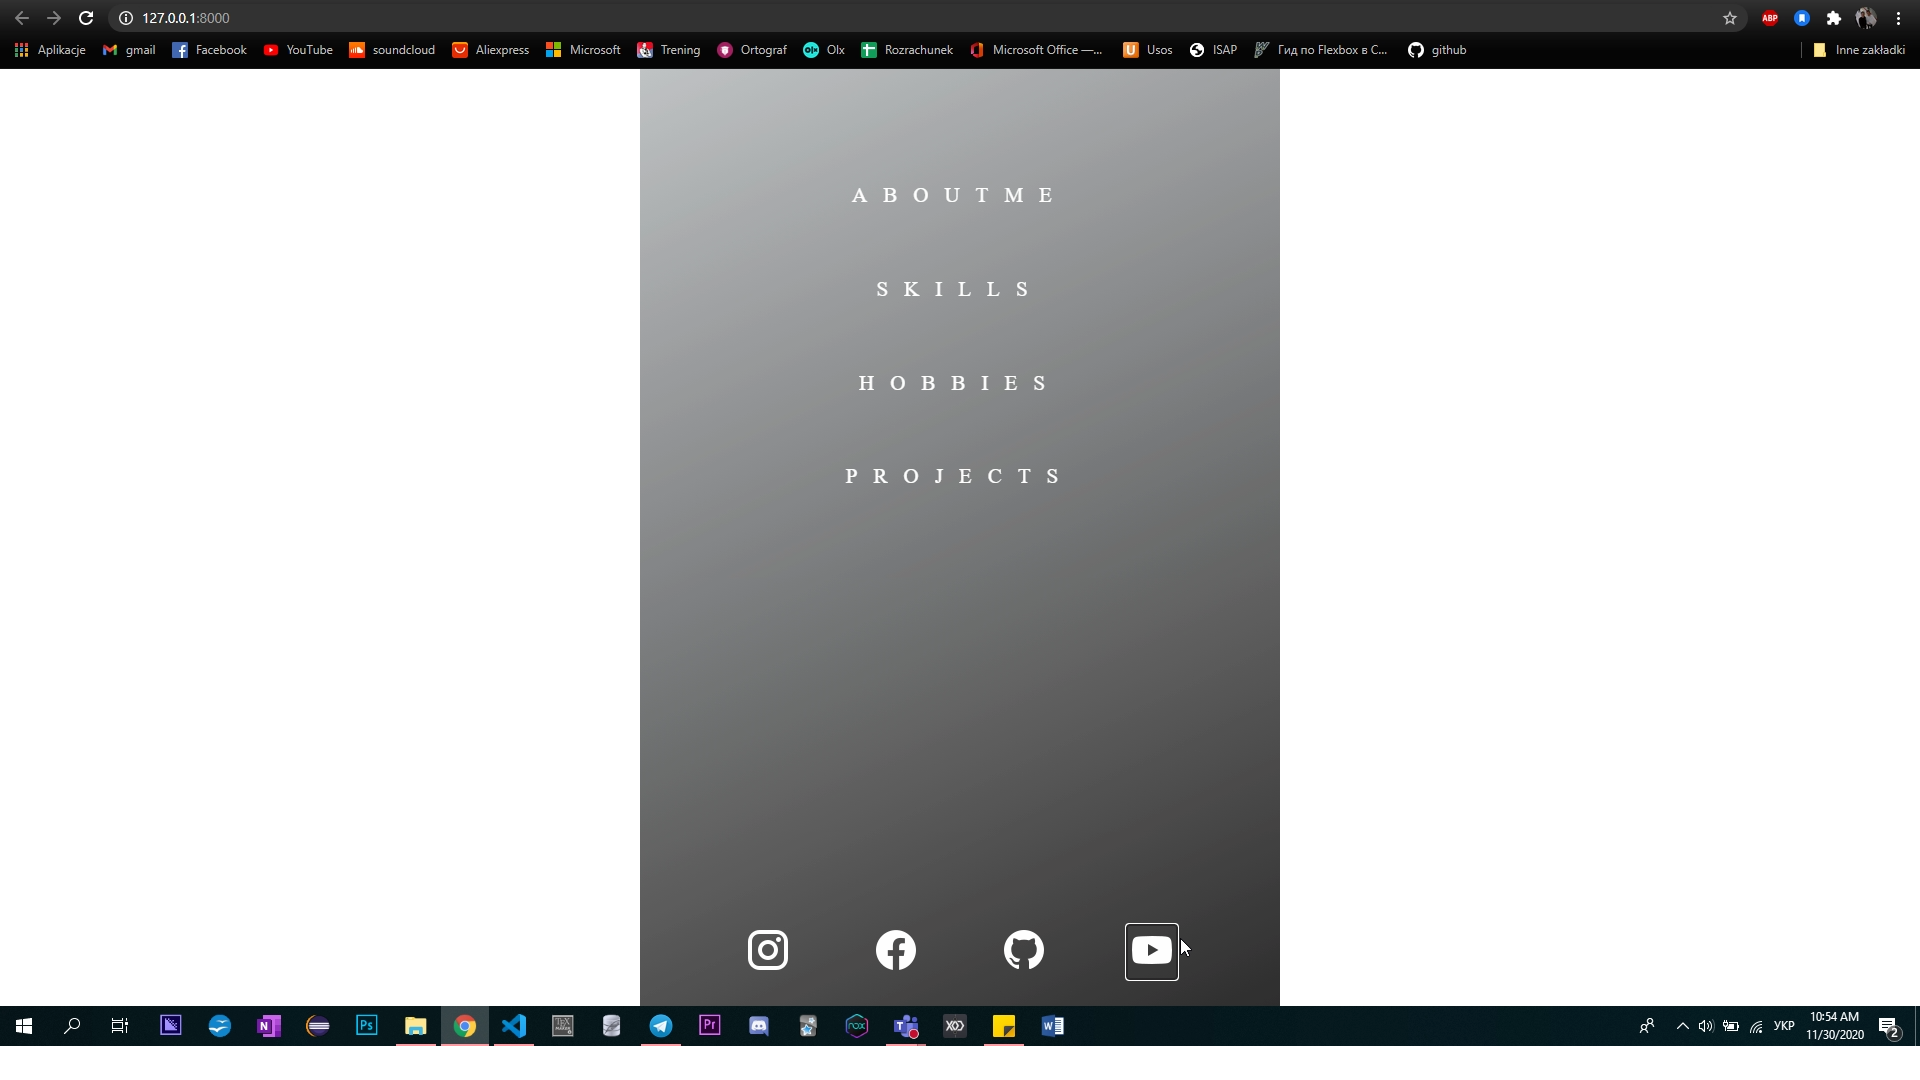 127.0.0.1:8000
ABP
Aplikacje gmail Facebook YouTube soundcloud Aliexpress Microsoft Trening Ortograf Olx Rozrachunek Microsoft Office —... Usos ISAP Гид по Flexbox в C... github Inne zakładki
A B O U T M E
S K I L L S
H O B B I E S
P R O J E C T S
УКР 10:54 AM
11/30/2020 2